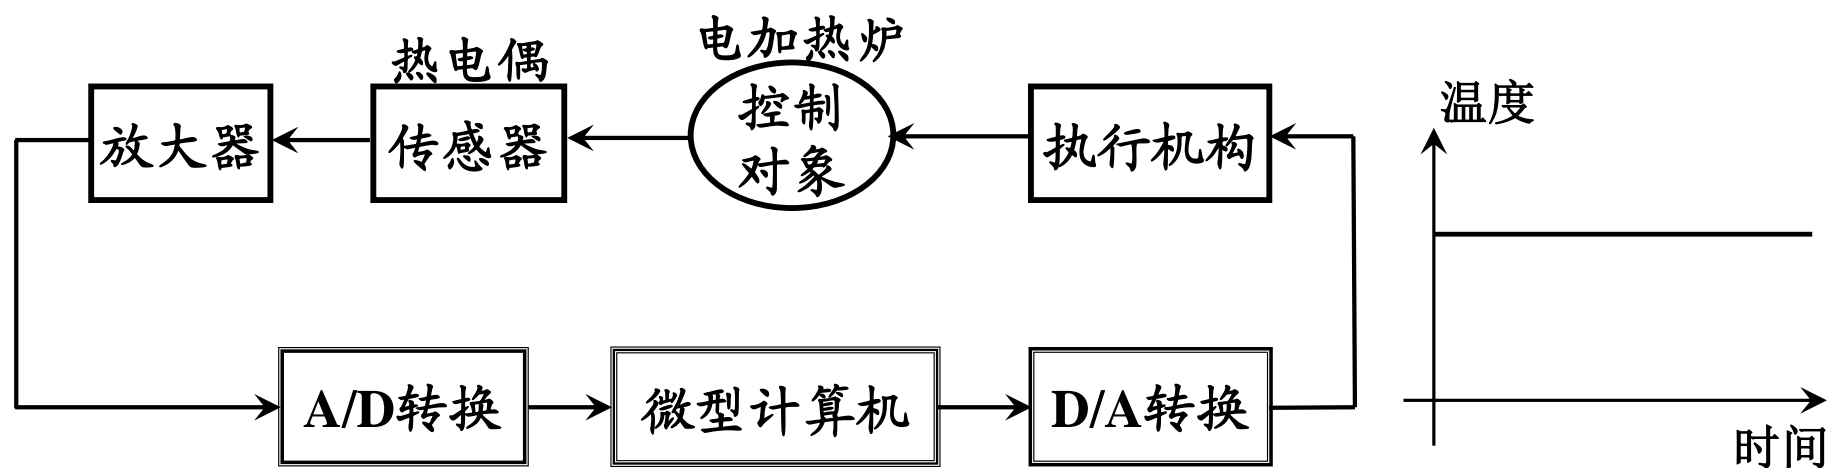 电加热炉
热电偶
放大器
传感器
控制
对象
执行机构
温度
A/D转换
微型计算机
D/A转换
时间